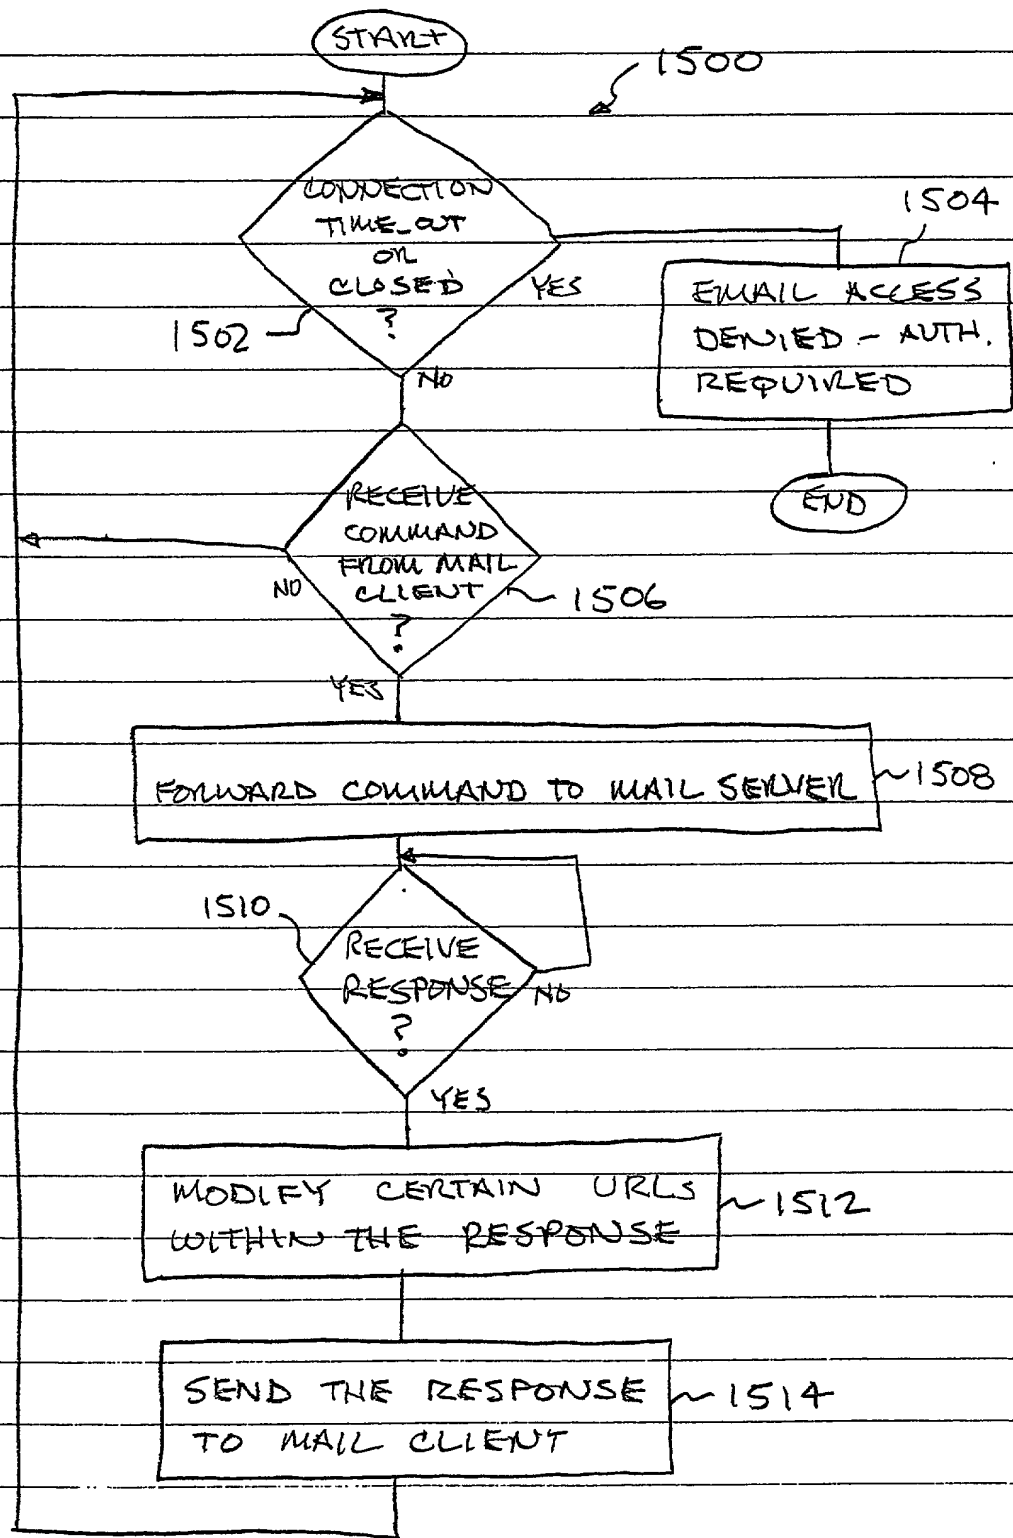 START
1500
CONNECTION
TIME_OUT
OR
CLOSED
?
YES
1502
NO
1504
EMAIL ACCESS
DENIED - AUTH.
REQUIRED
END
RECEIVE
COMMAND
FROM MAIL
CLIENT
?
NO
1506
YES
FORWARD COMMAND TO MAIL SERVER
1508
1510
RECEIVE
RESPONSE
?
NO
YES
MODIFY CERTAIN URLs
WITHIN THE RESPONSE
1512
SEND THE RESPONSE
TO MAIL CLIENT
1514